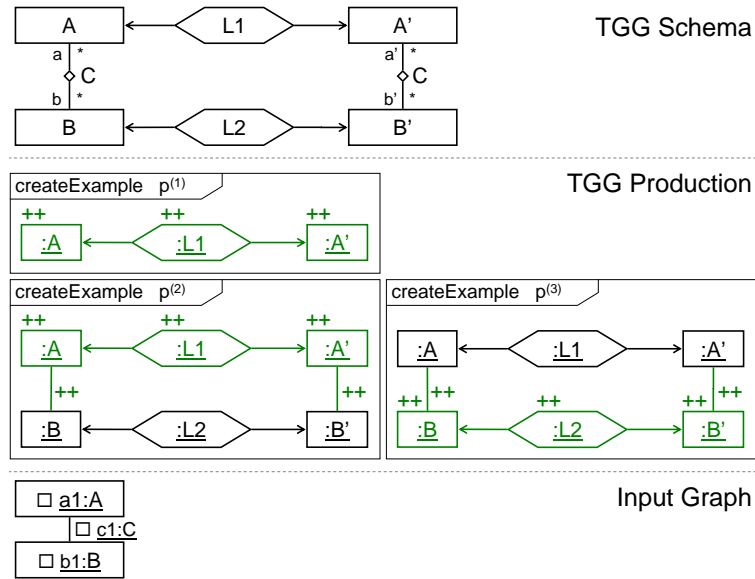 A L1 A’ TGG Schema
a * a’ *
C C
b * b’ *
B L2 B’
createExample p(1) TGG Production
++ ++ ++
:A :L1 :A’
createExample p(2) createExample p(3)
++ ++ ++
:A :L1 :A’ :A :L1 :A’
++ ++ ++ ++
++ ++ ++
:B :L2 :B’ :B :L2 :B’
Input Graph
a1:A
c1:C
b1:B